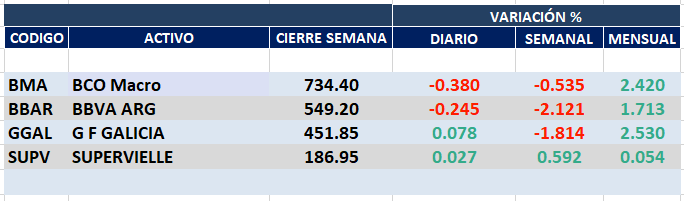 VARIACIÓN %
CODIGO ACTIVO CIERRE SEMANA DIARIO SEMANAL MENSUAL
BMA BCO Macro 734.40 -0.380 -0.535 2.420
BBAR BBVA ARG 549.20 -0.245 -2.121 1.713
GGAL G F GALICIA 451.85 0.078 -1.814 2.530
SUPV SUPERVIELLE 186.95 0.027 0.592 0.054